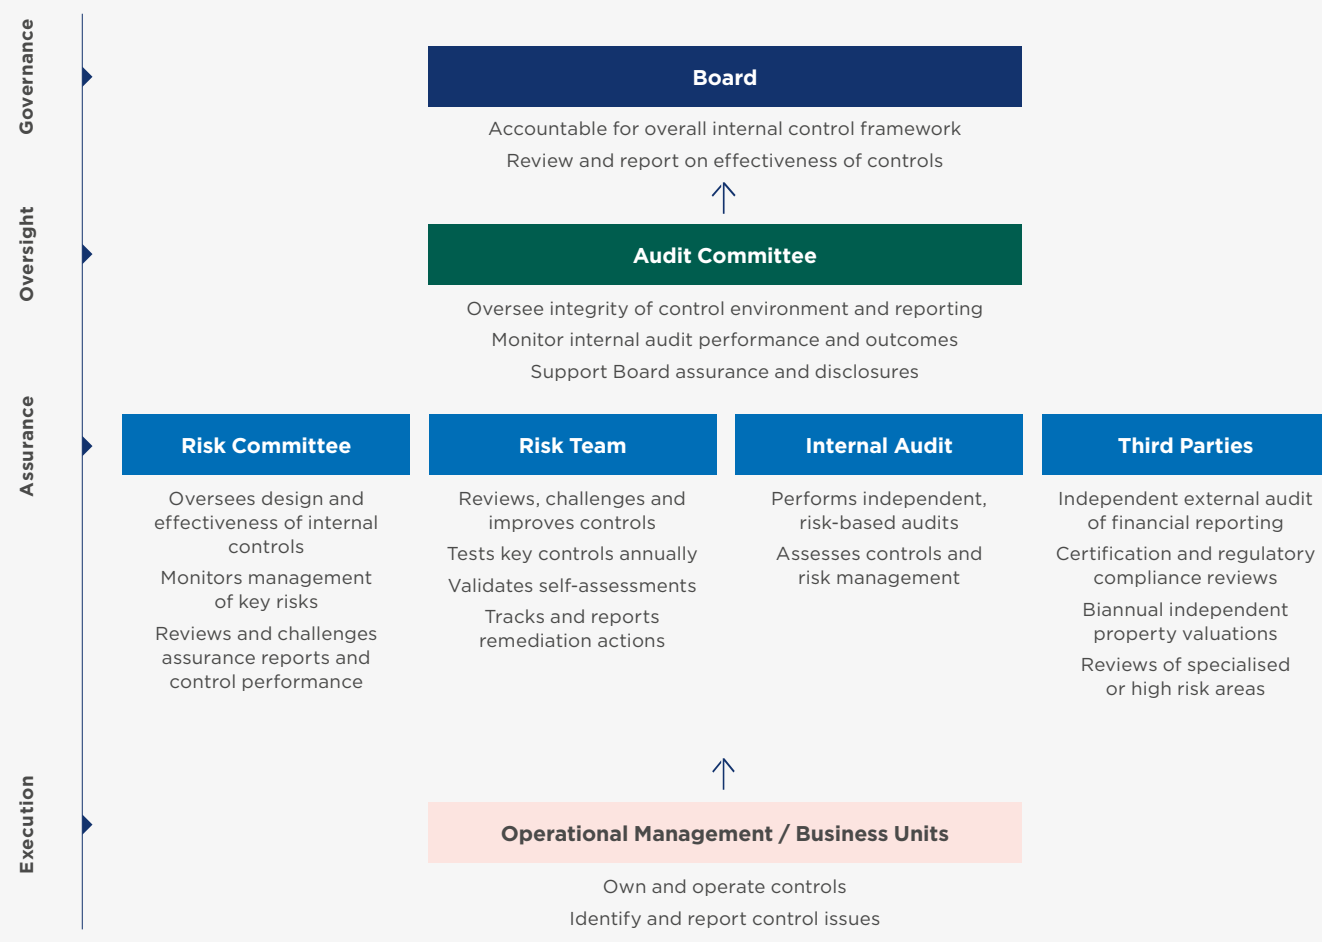 Governance
Board
Accountable for overall internal control framework
Review and report on effectiveness of controls
Oversight
Audit Committee
Oversee integrity of control environment and reporting
Monitor internal audit performance and outcomes
Support Board assurance and disclosures
Assurance
Risk Committee
Oversees design and
effectiveness of internal
controls
Monitors management
of key risks
Reviews and challenges
assurance reports and
control performance
Risk Team
Reviews, challenges and
improves controls
Tests key controls annually
Validates self-assessments
Tracks and reports
remediation actions
Internal Audit
Performs independent,
risk-based audits
Assesses controls and
risk management
Third Parties
Independent external audit
of financial reporting
Certification and regulatory
compliance reviews
Biannual independent
property valuations
Reviews of specialised
or high risk areas
Execution
Operational Management / Business Units
Own and operate controls
Identify and report control issues